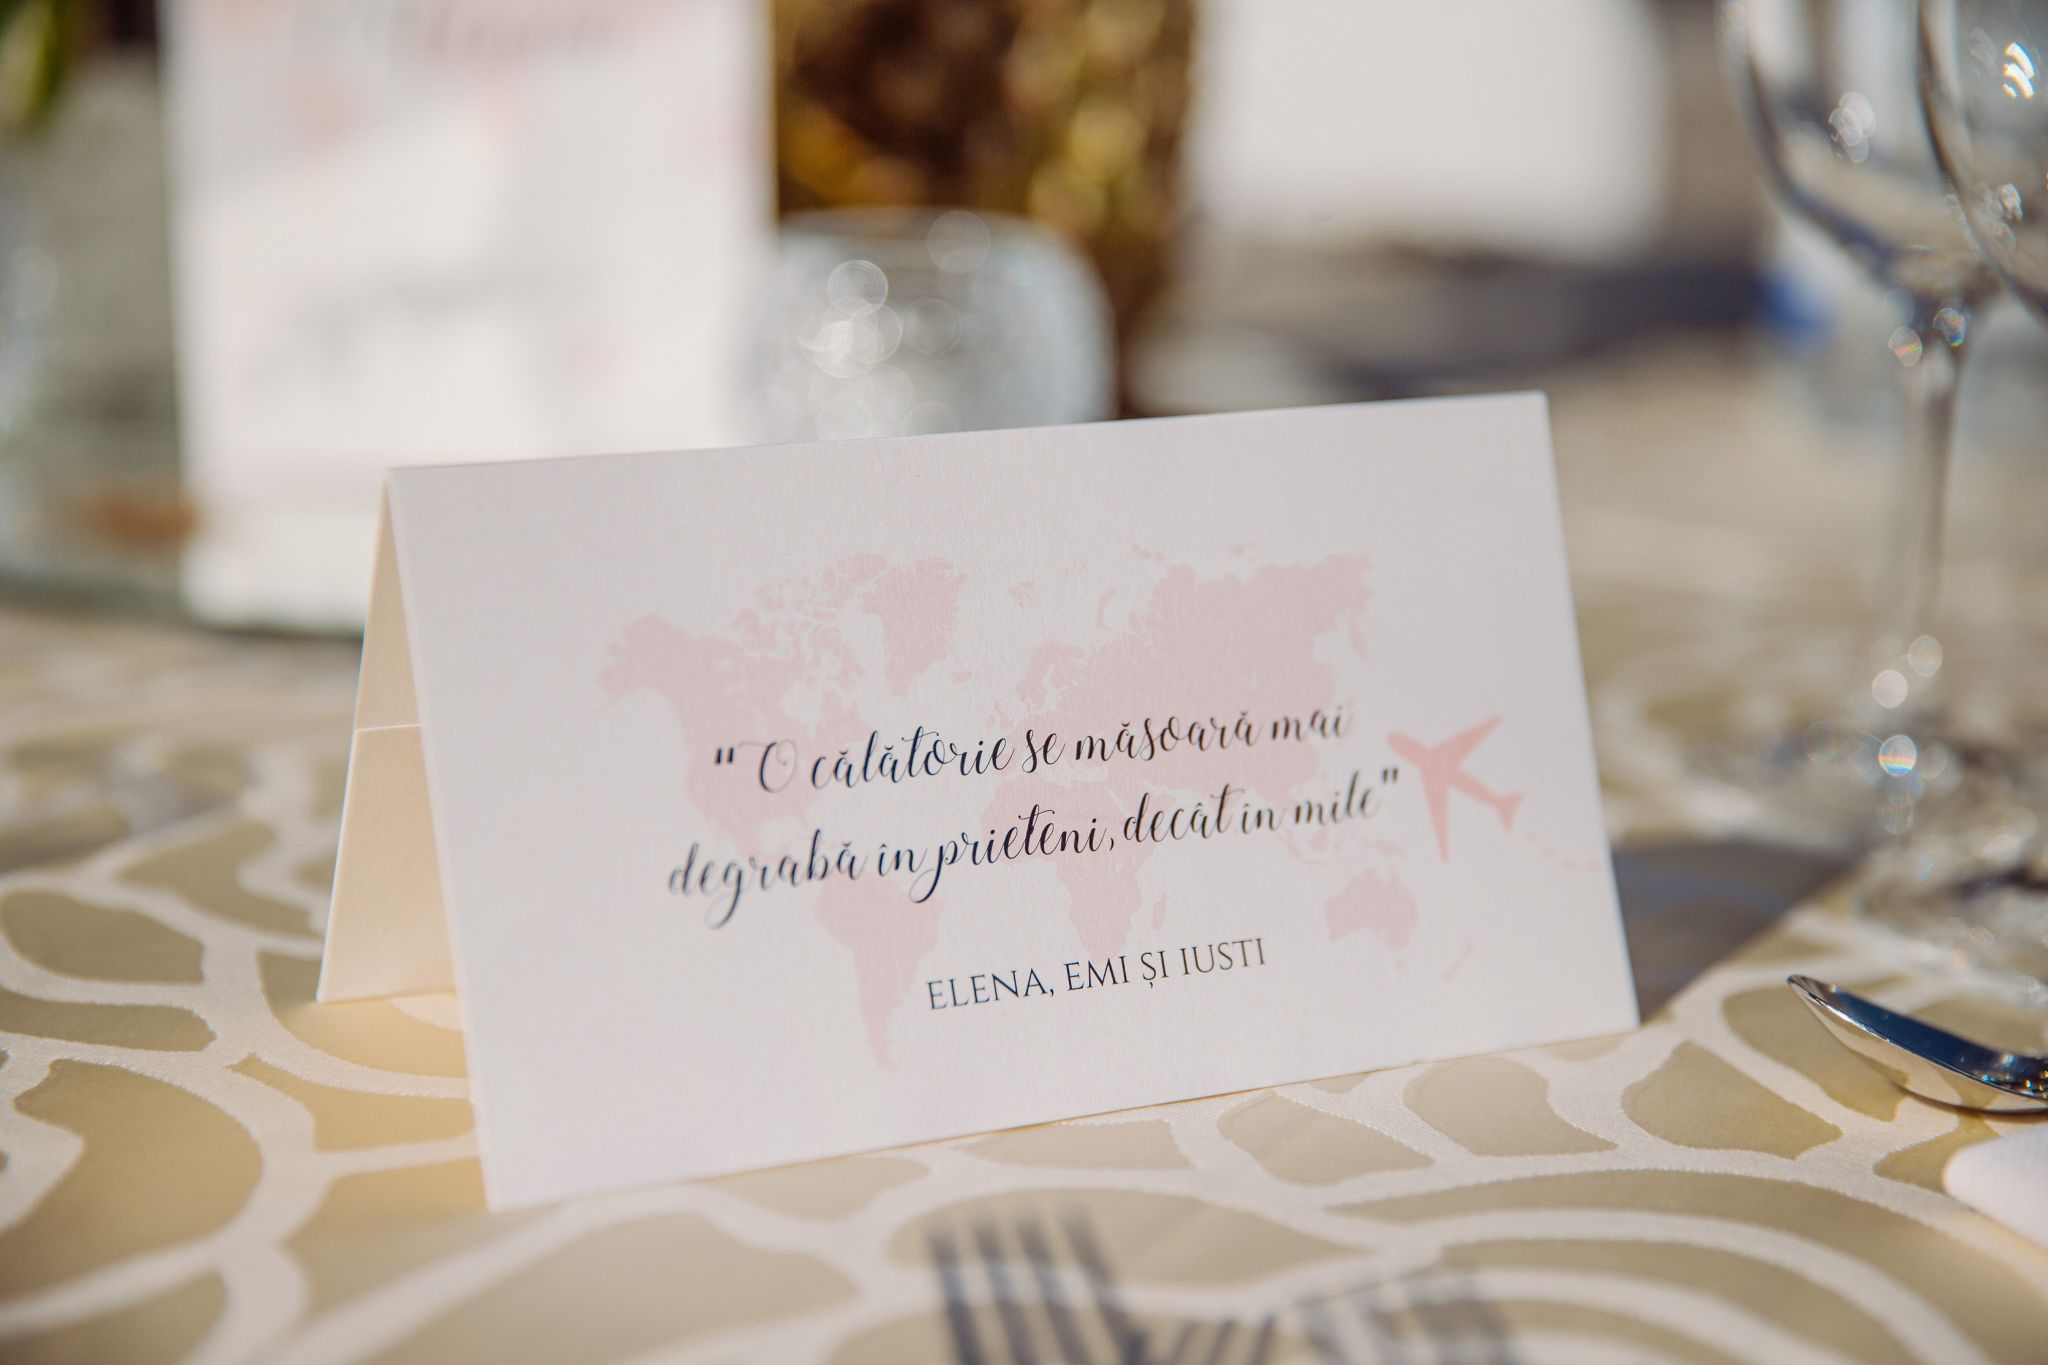 “O călătorie se măsoară mai
degrabă în prieteni, decât în mile”
ELENA, EMI ȘI IUSTI